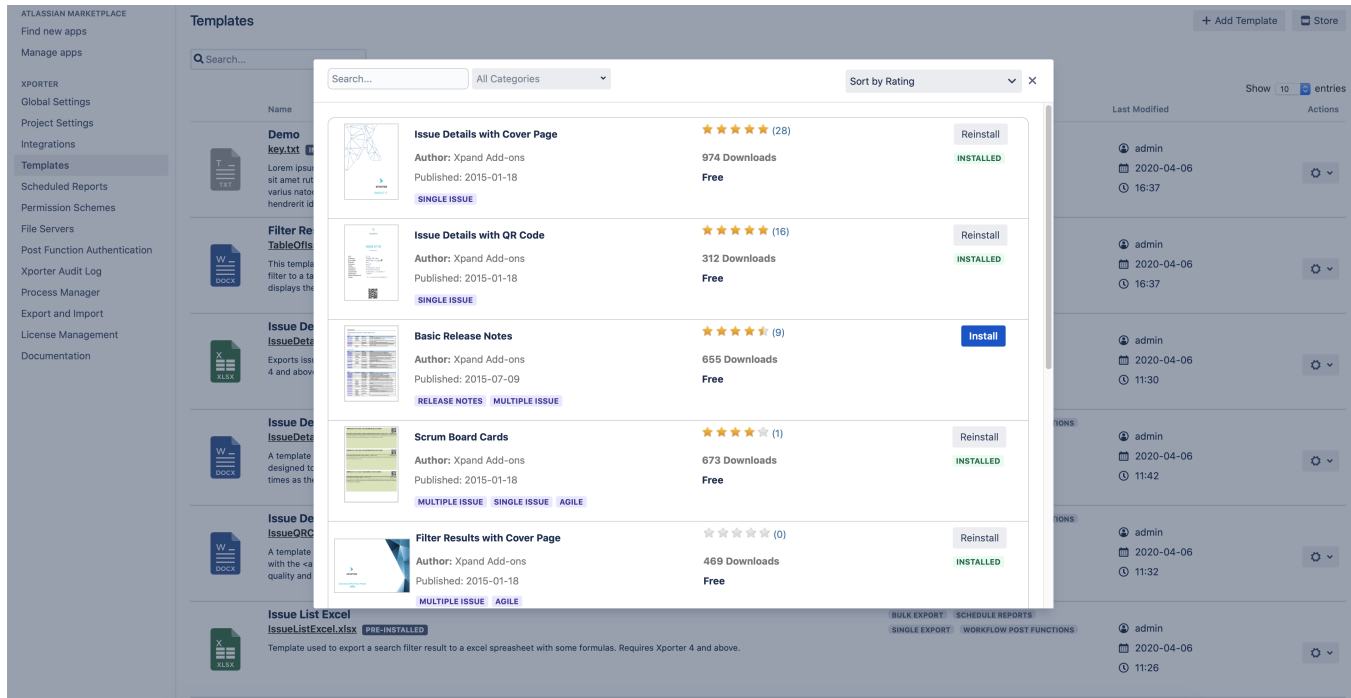 ATLASSIAN MARKETPLACE
Find new apps
Manage apps
XPORTER
Global Settings
Project Settings
Integrations
Templates
Scheduled Reports
Permission Schemes
File Servers
Post Function Authentication
Xporter Audit Log
Process Manager
Export and Import
License Management
Documentation
Templates
+ Add Template
Store
Search...
Show 10 entries
Name
Last Modified
Actions
Search...
All Categories
Sort by Rating
Issue Details with Cover Page
(28)
Reinstall
Author: Xpand Add-ons
974 Downloads
INSTALLED
Published: 2015-01-18
Free
SINGLE ISSUE
Issue Details with QR Code
(16)
Reinstall
Author: Xpand Add-ons
312 Downloads
INSTALLED
Published: 2015-01-18
Free
SINGLE ISSUE
Basic Release Notes
(9)
Install
Author: Xpand Add-ons
655 Downloads
Published: 2015-07-09
Free
RELEASE NOTES MULTIPLE ISSUE
Scrum Board Cards
(1)
Reinstall
Author: Xpand Add-ons
673 Downloads
INSTALLED
Published: 2015-01-18
Free
MULTIPLE ISSUE SINGLE ISSUE AGILE
Filter Results with Cover Page
(0)
Reinstall
Author: Xpand Add-ons
469 Downloads
INSTALLED
Published: 2015-01-18
Free
MULTIPLE ISSUE AGILE
TXT
Demo
key.txt
Lorem ipsu
sit amet rut
varius nato
hendrerit id
admin
2020-04-06
16:37
W
DOCX
Filter Re
TableOfIs
This templa
filter to a ta
displays the
admin
2020-04-06
16:37
X
XLSX
Issue De
IssueDeta
Exports issu
4 and abov
admin
2020-04-06
11:30
W
DOCX
Issue De
IssueDeta
A template
designed to
times as the
IONS
admin
2020-04-06
11:42
W
DOCX
Issue De
IssueQRC
A template
with the <a
quality and
IONS
admin
2020-04-06
11:32
X
XLSX
Issue List Excel
IssueListExcel.xlsx PRE-INSTALLED
Template used to export a search filter result to a excel spreasheet with some formulas. Requires Xporter 4 and above.
BULK EXPORT SCHEDULE REPORTS
SINGLE EXPORT WORKFLOW POST FUNCTIONS
admin
2020-04-06
11:26